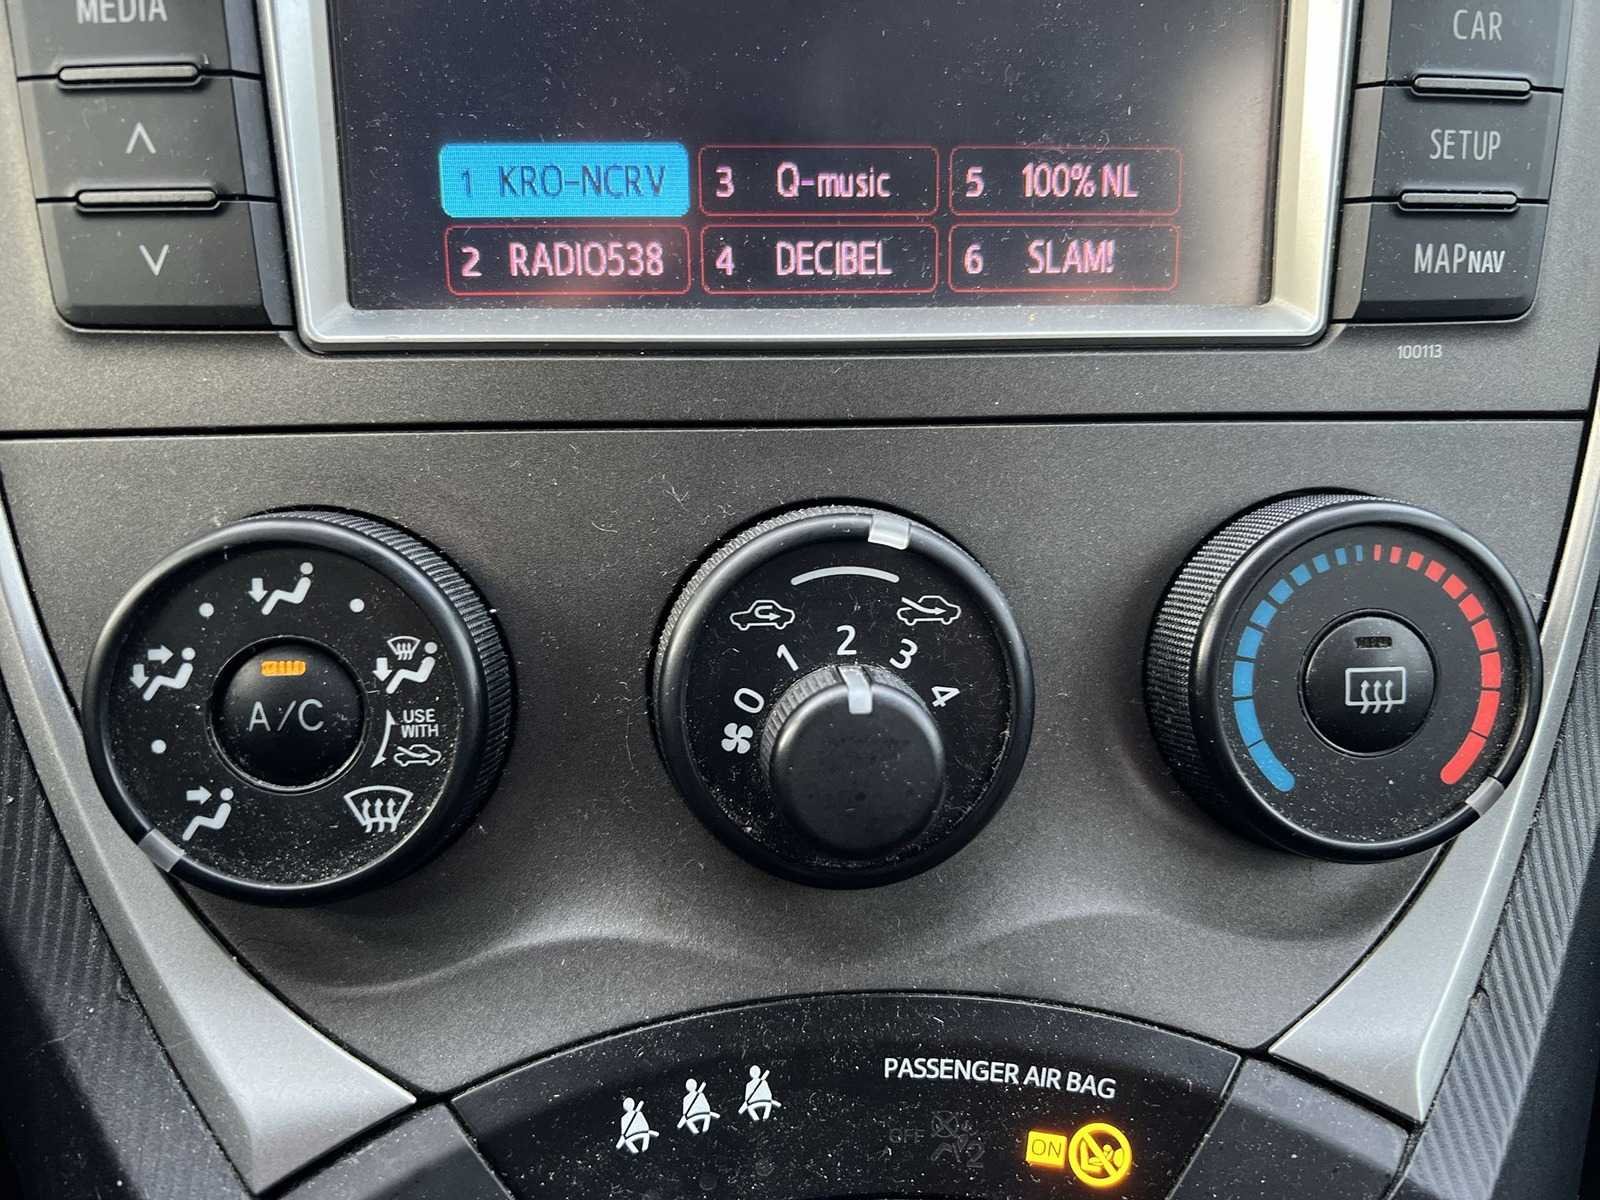 MEDIA
CAR
SETUP
MAPNAV
1 KRO-NCRV
3 Q-music
5 100% NL
2 RADIO538
4 DECIBEL
6 SLAM!
100113
A/C
USE
WITH
0 1 2 3 4
PASSENGER AIR BAG
OFF
2
ON